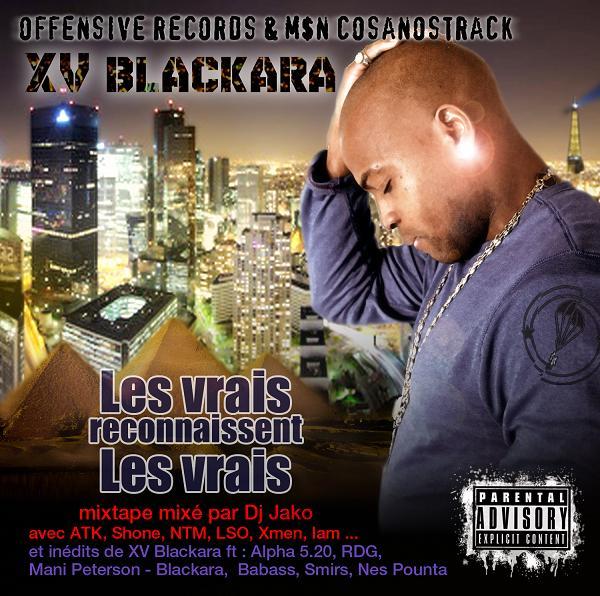 OFFENSIVE RECORDS & M$N COSANOSTRACK
XV BLACKARA
Les vrais
reconnaissent
Les vrais
mixtape mixé par Dj Jako
avec ATK, Shone, NTM, LSO, Xmen, Iam ...
et inédits de XV Blackara ft : Alpha 5.20, RDG,
Mani Peterson - Blackara, Babass, Smirs, Nes Pounta
PARENTAL
ADVISORY
EXPLICIT CONTENT